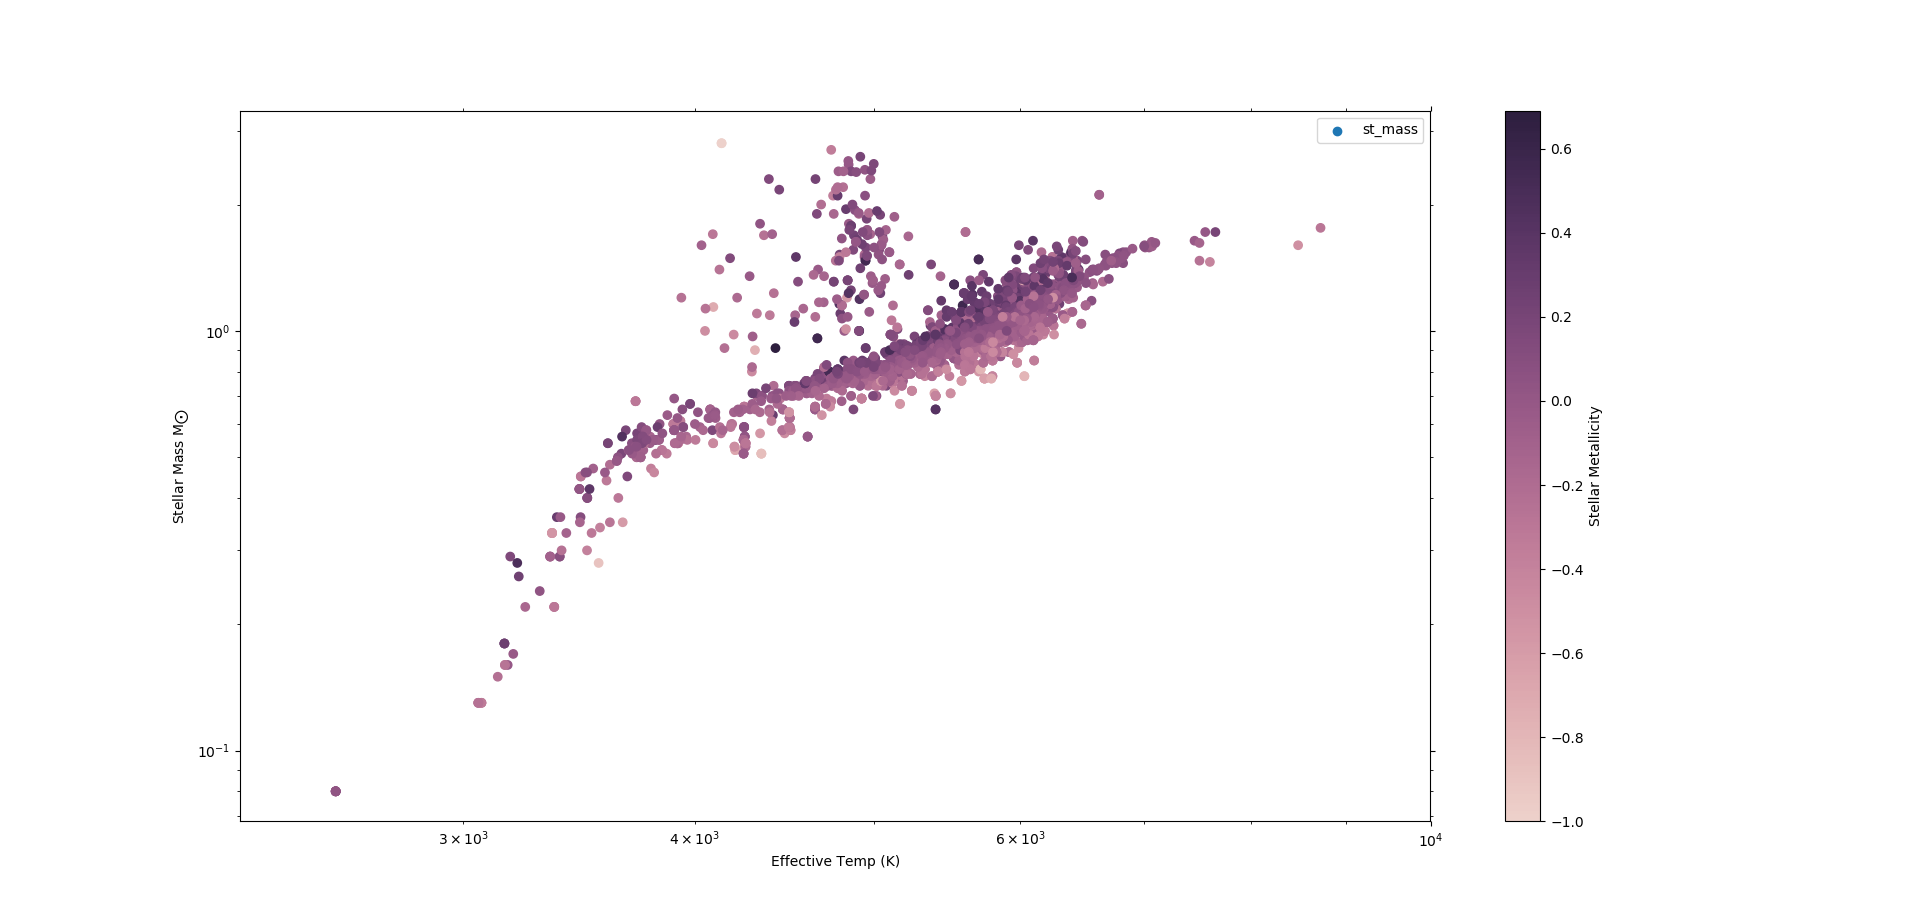 st_mass
10⁰
10⁻¹
Stellar Mass M⨀
3 × 10³
4 × 10³
6 × 10³
10⁴
Effective Temp (K)
0.6
0.4
0.2
0.0
−0.2
−0.4
−0.6
−0.8
−1.0
Stellar Metallicity